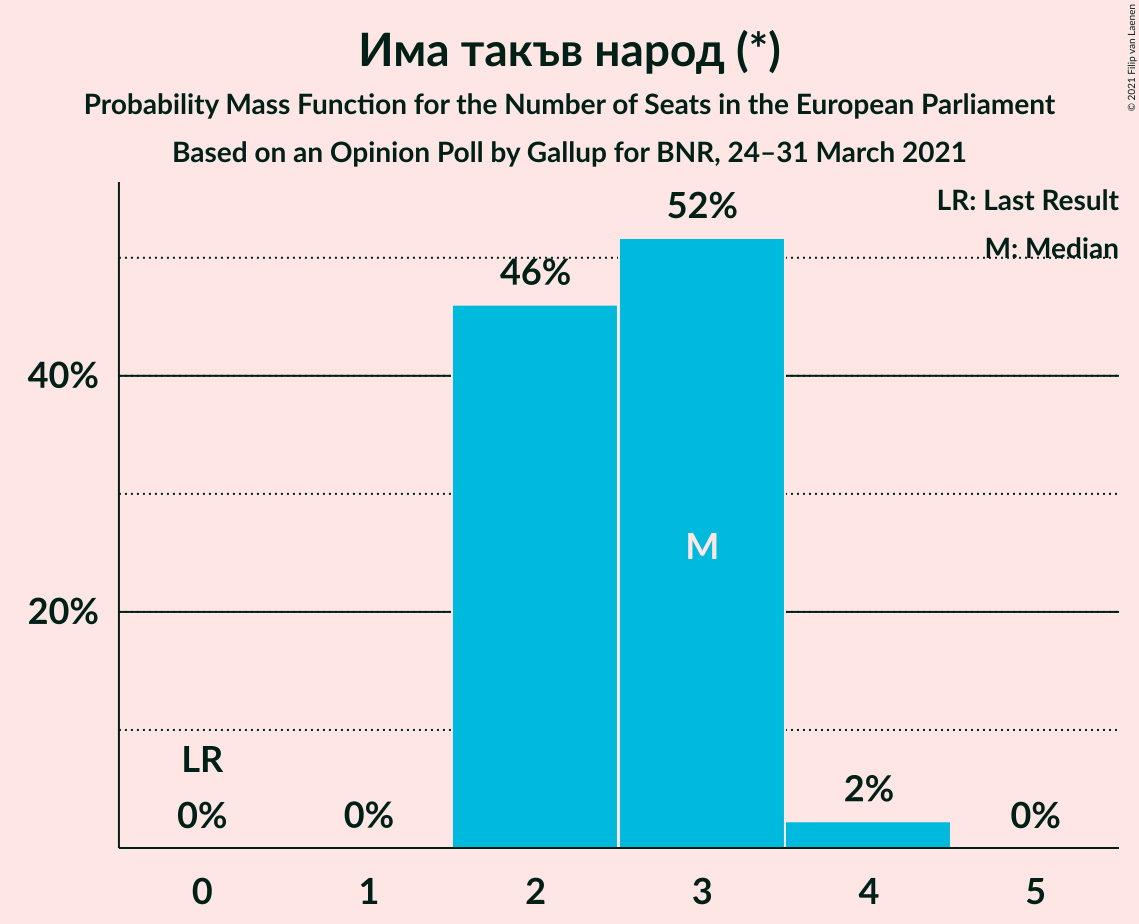 Има такъв народ (*)
Probability Mass Function for the Number of Seats in the European Parliament
Based on an Opinion Poll by Gallup for BNR, 24–31 March 2021
© 2021 Filip van Laenen
LR: Last Result
M: Median
52%
46%
40%
M
20%
LR
0%
0%
2%
0%
0
1
2
3
4
5